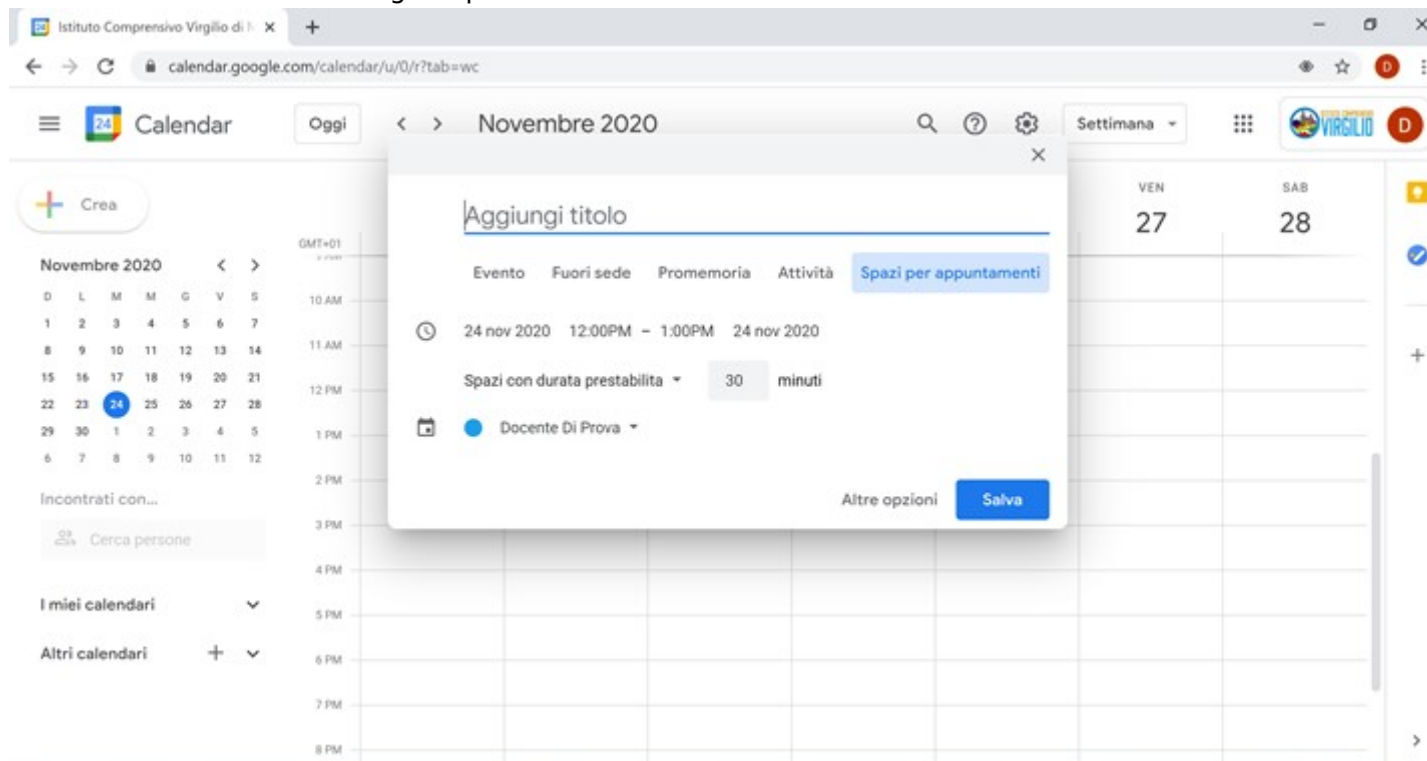 Istituto Comprensivo Virgilio di
calendar.google.com/calendar/u/0/r?tab=wc
D
24 Calendar
Oggi
Novembre 2020
Settimana
VIRGILIO
D
Crea
Aggiungi titolo
VEN
SAB
27
28
GMT+01
Novembre 2020
Evento Fuori sede Promemoria Attività Spazi per appuntamenti
D L M M G V S
1 2 3 4 5 6 7
8 9 10 11 12 13 14
15 16 17 18 19 20 21
22 23 24 25 26 27 28
29 30 1 2 3 4 5
6 7 8 9 10 11 12
10 AM
11 AM
12 PM
1 PM
2 PM
3 PM
4 PM
5 PM
6 PM
7 PM
8 PM
24 nov 2020 12:00PM – 1:00PM 24 nov 2020
Spazi con durata prestabilita 30 minuti
Docente Di Prova
Altre opzioni Salva
Incontrati con...
Cerca persone
I miei calendari
Altri calendari